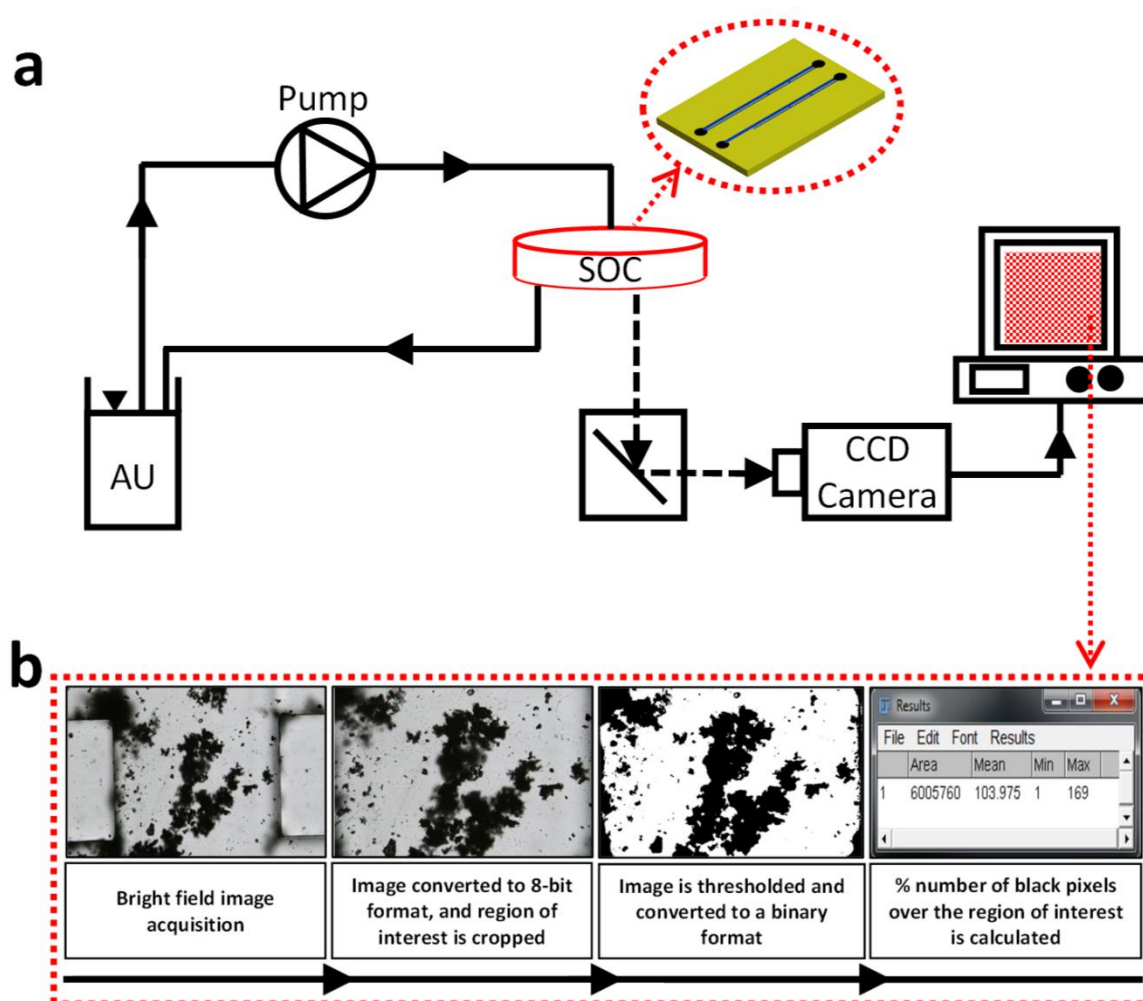 a
Pump
SOC
AU
CCD
Camera
b
Results
File Edit Font Results
Area Mean Min Max
1 6005760 103.975 1 169
Bright field image
acquisition
Image converted to 8-bit
format, and region of
interest is cropped
Image is thresholded and
converted to a binary
format
% number of black pixels
over the region of interest
is calculated